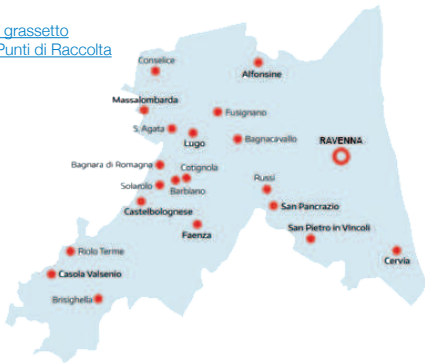 grassetto
Punti di Raccolta
Conselice
Alfonsine
Massalombarda
Fusignano
S. Agata
Lugo
Bagnacavallo
RAVENNA
Bagnara di Romagna
Cotignola
Solarolo
Barbiano
Russi
Castelbolognese
San Pancrazio
Faenza
San Pietro in Vincoli
Riolo Terme
Cervia
Casola Valsenio
Brisighella